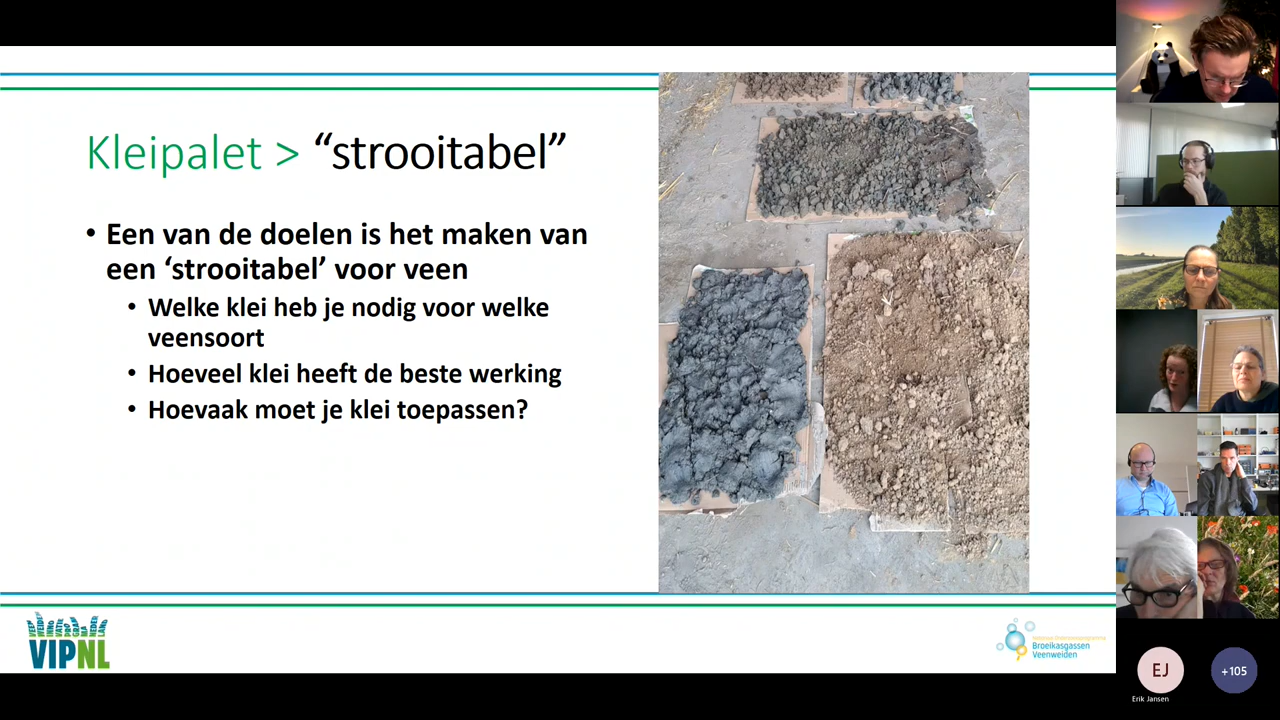 Kleipalet > “strooitabel”
• Een van de doelen is het maken van
een ‘strooitabel’ voor veen
• Welke klei heb je nodig voor welke
veensoort
• Hoeveel klei heeft de beste werking
• Hoevaak moet je klei toepassen?
VIPNL
Broeikasgassen
Veenweiden
EJ
+105
Erik Jansen